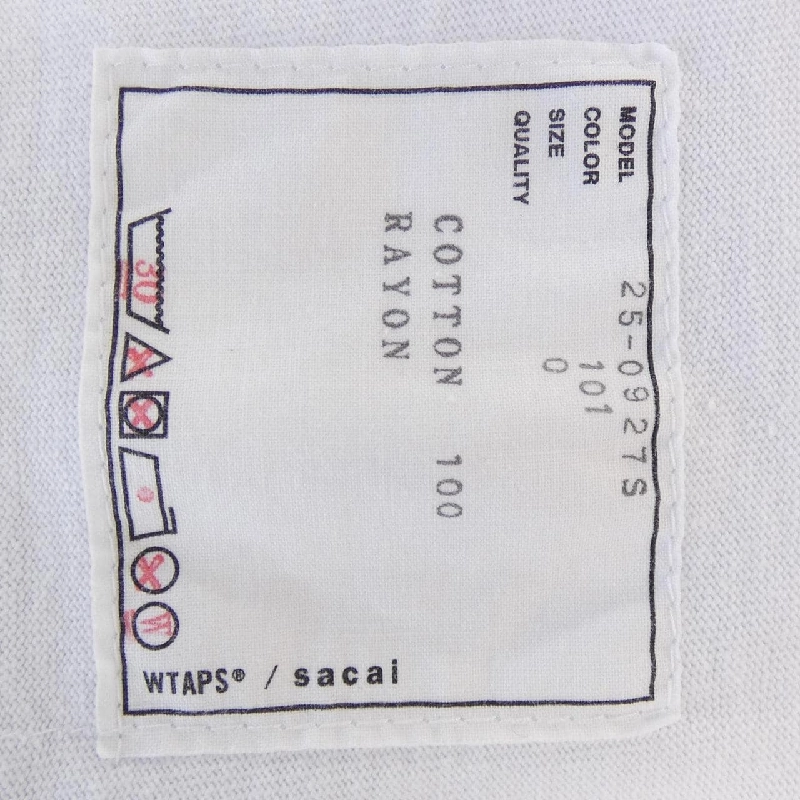 MODEL 25-0927S
COLOR 101
SIZE 0
QUALITY
COTTON 100
RAYON
30
W
WTAPS® / sacai